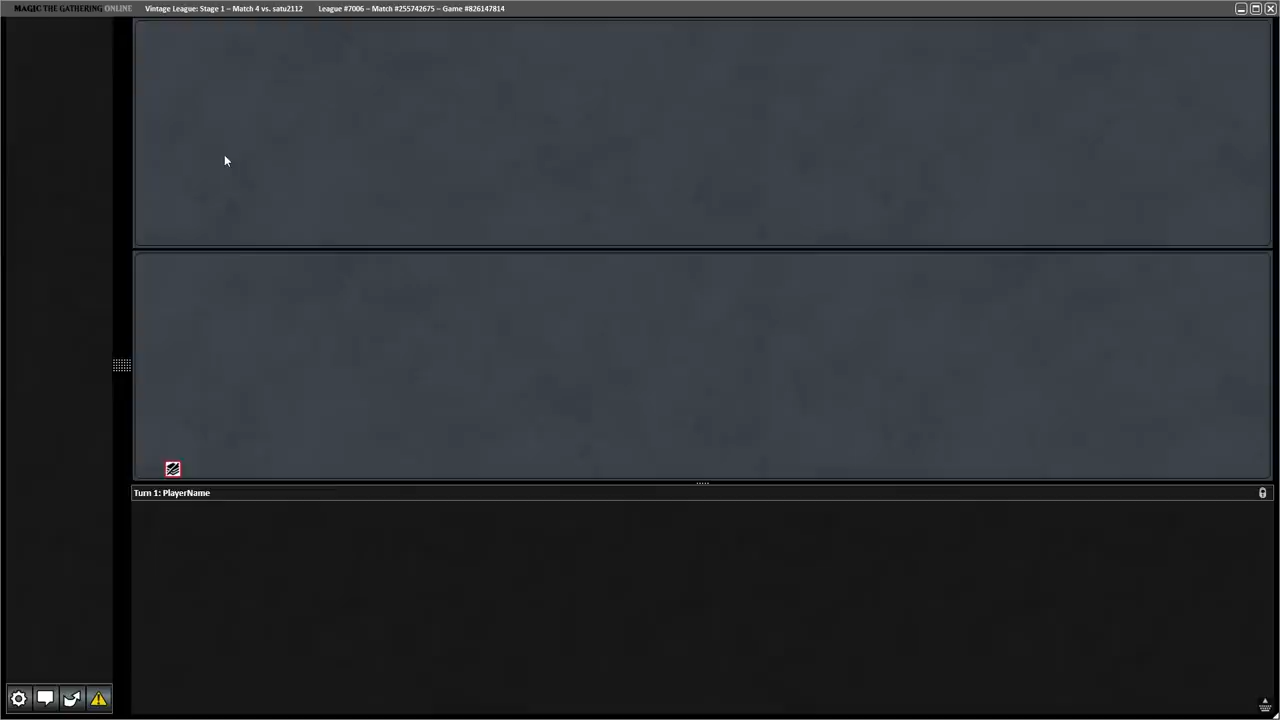 MAGIC THE GATHERING ONLINE Vintage League: Stage 1 – Match 4 vs. satu2112 League #7006 – Match #255742675 – Game #826147814
Turn 1: PlayerName